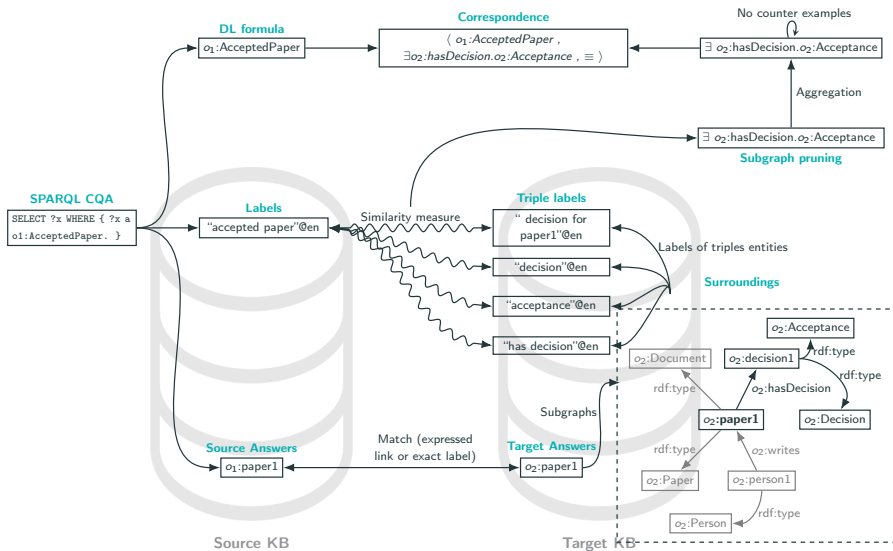 No counter examples
DL formula
Correspondence
o₁:AcceptedPaper
⟨ o₁:AcceptedPaper ,
∃o₂:hasDecision.o₂:Acceptance , ≡ ⟩
∃ o₂:hasDecision.o₂:Acceptance
Aggregation
∃ o₂:hasDecision.o₂:Acceptance
Subgraph pruning
SPARQL CQA
SELECT ?x WHERE { ?x a
o1:AcceptedPaper. }
Labels
"accepted paper"@en
Similarity measure
Triple labels
" decision for
paper1"@en
Labels of triples entities
"decision"@en
Surroundings
"acceptance"@en
"has decision"@en
o₂:Acceptance
o₂:Document
o₂:decision1
rdf:type
rdf:type
rdf:type
o₂:hasDecision
Subgraphs
o₂:paper1
o₂:Decision
Source Answers
Match (expressed
link or exact label)
Target Answers
rdf:type
o₂:writes
o₁:paper1
o₂:paper1
o₂:Paper
o₂:person1
rdf:type
o₂:Person
Source KB
Target KB